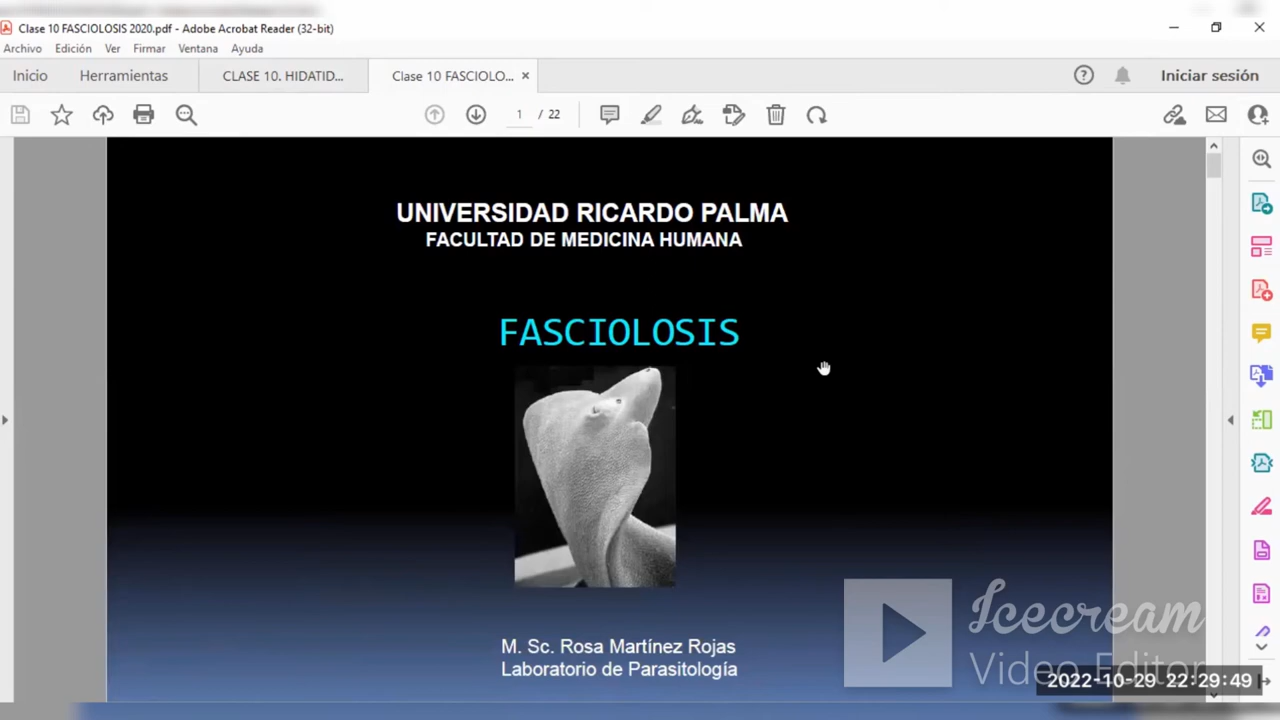 Clase 10 FASCIOLOSIS 2020.pdf - Adobe Acrobat Reader (32-bit)
Archivo Edición Ver Firmar Ventana Ayuda
Inicio Herramientas CLASE 10. HIDATID... Clase 10 FASCIOLO... ×
Iniciar sesión
1 / 22
UNIVERSIDAD RICARDO PALMA
FACULTAD DE MEDICINA HUMANA
FASCIOLOSIS
M. Sc. Rosa Martínez Rojas
Laboratorio de Parasitología
Icecream
Video Editor
2022-10-29 22:29:49